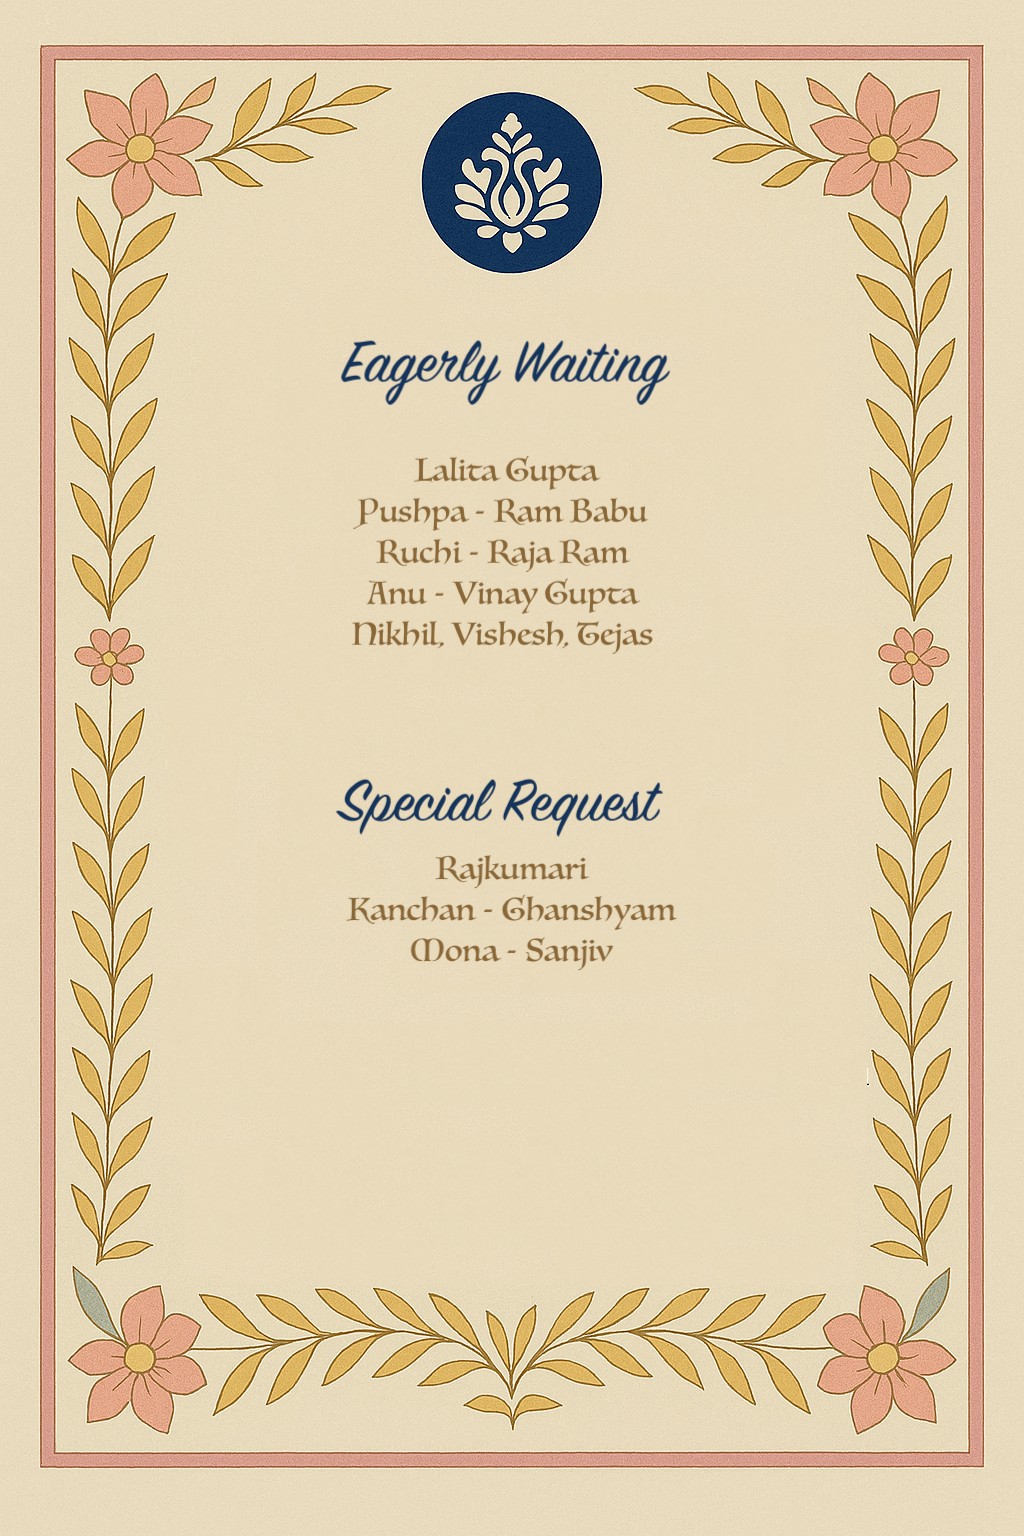 Eagerly Waiting
Lalita Gupta
Pushpa - Ram Babu
Ruchi - Raja Ram
Anu - Vinay Gupta
Nikhil, Vishesh, Tejas
Special Request
Rajkumari
Kanchan - Ghanshyam
Mona - Sanjiv